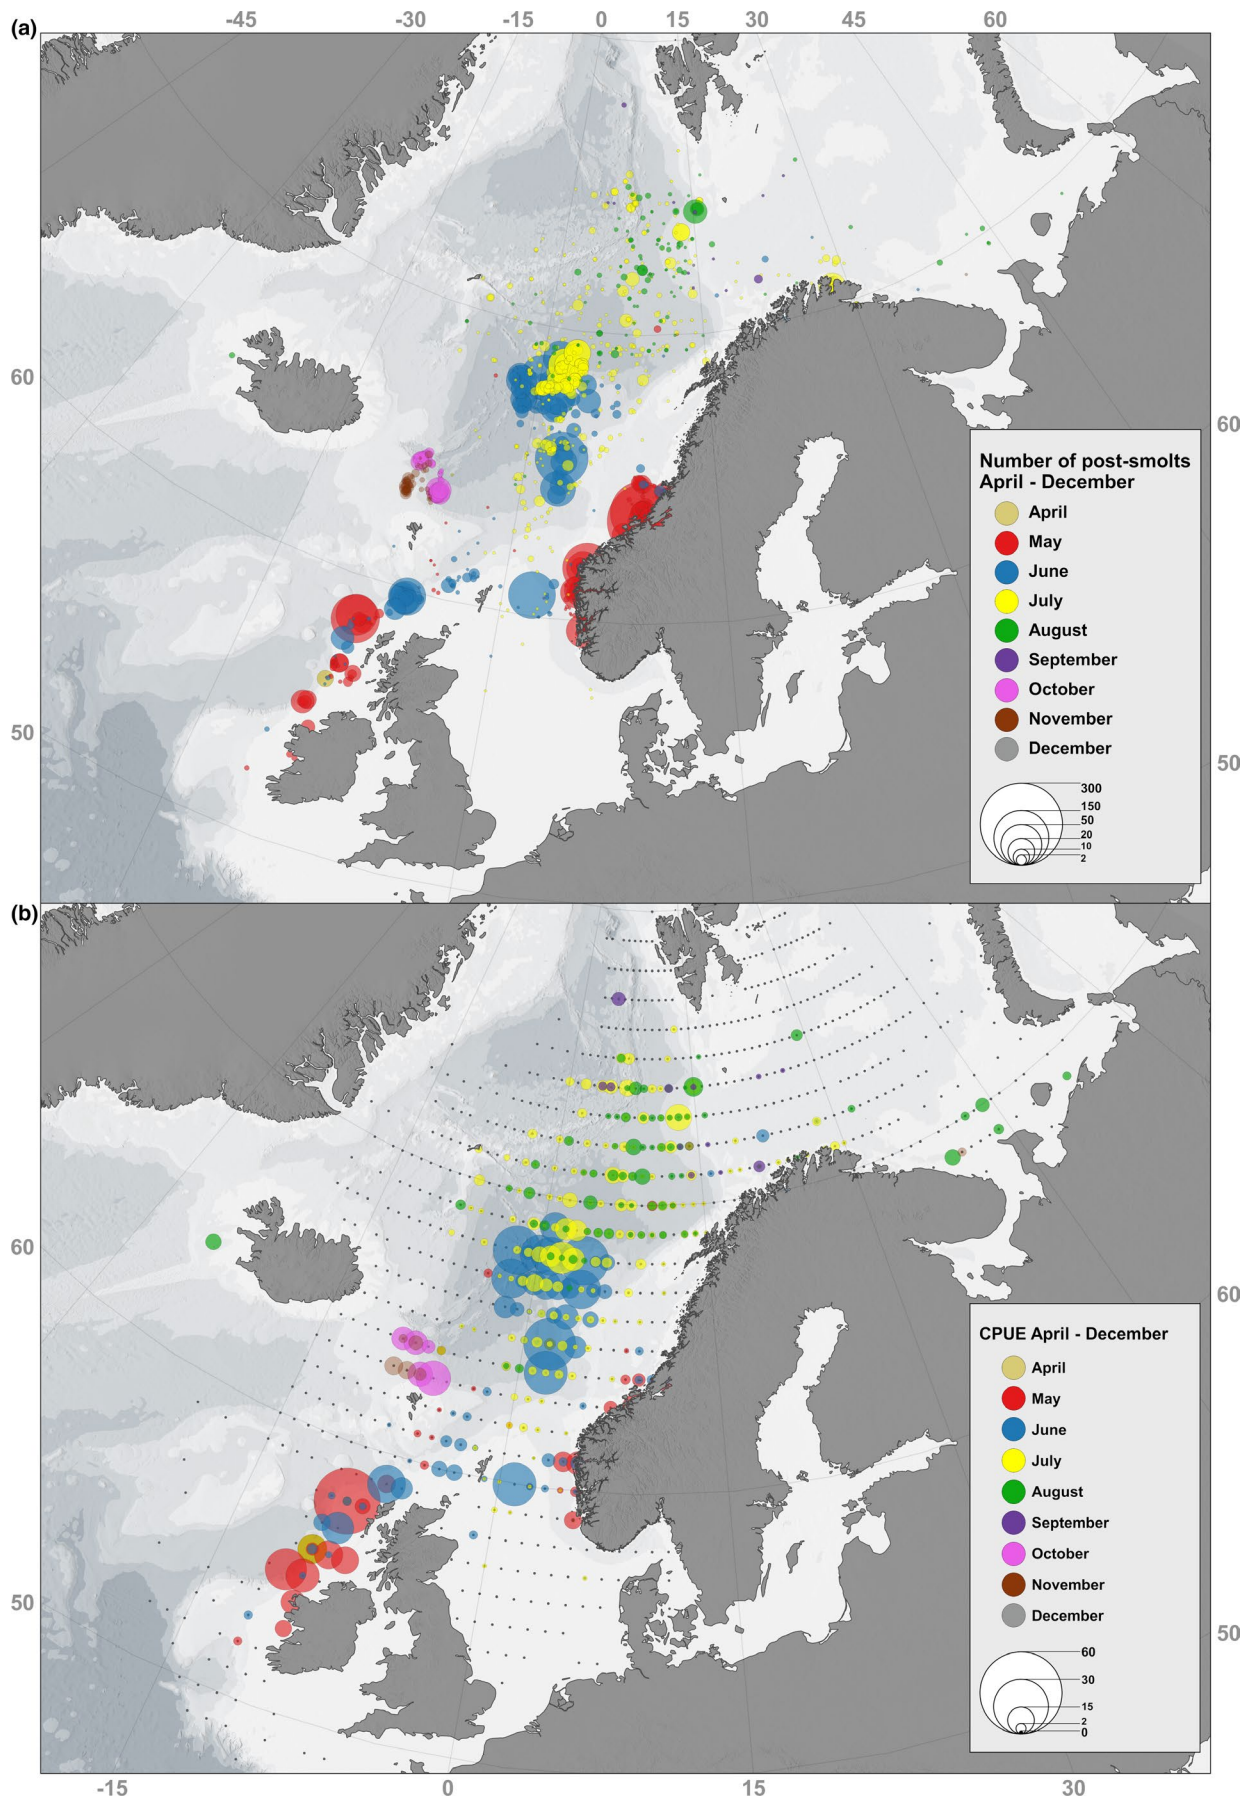 -45 -30 -15 0 15 30 45 60
(a)
60
60
50
50
Number of post-smolts
April - December
April
May
June
July
August
September
October
November
December
300
150
50
20
10
2
(b)
60
60
50
50
CPUE April - December
April
May
June
July
August
September
October
November
December
60
30
15
2
0
-15 0 15 30